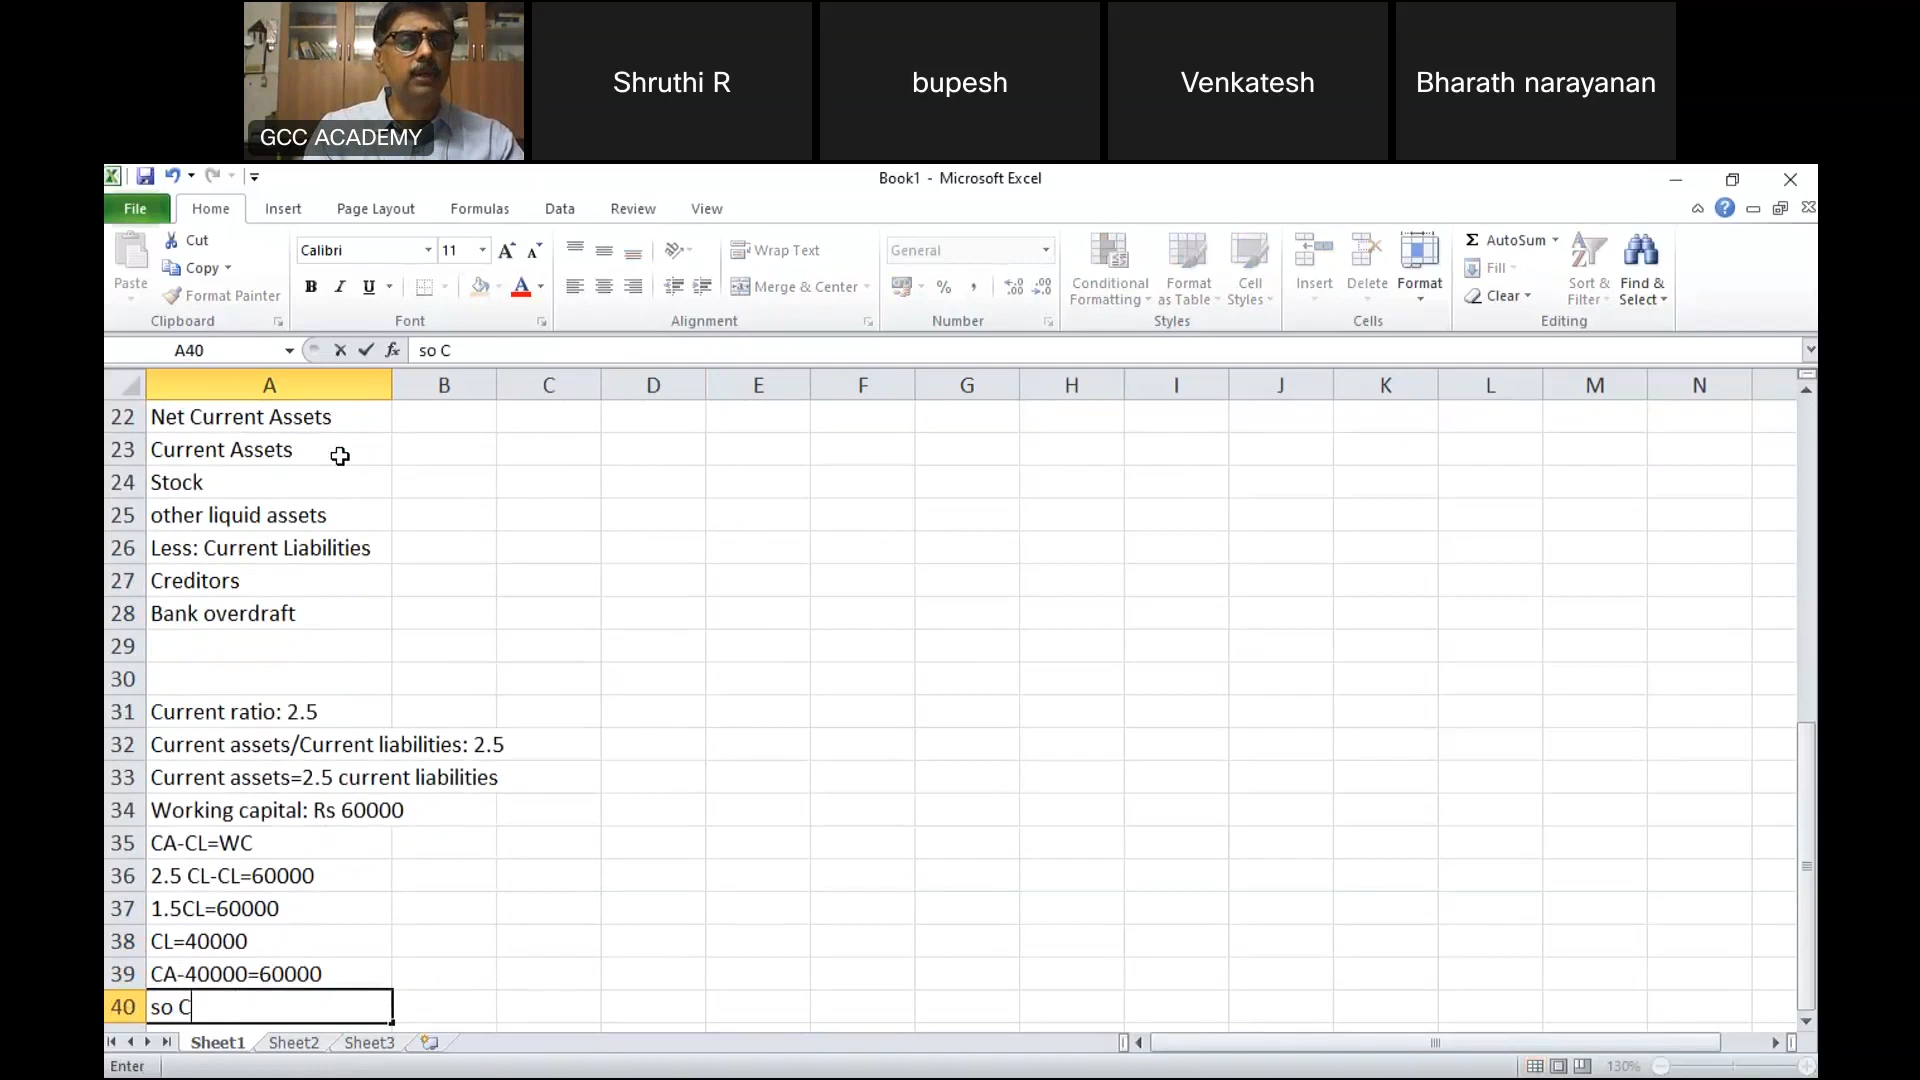 GCC ACADEMY
Shruthi R
bupesh
Venkatesh
Bharath narayanan
Book1 - Microsoft Excel
File Home Insert Page Layout Formulas Data Review View
Paste
Cut
Copy
Format Painter
Clipboard
Calibri 11
B I U A
Font
Wrap Text
Merge & Center
Alignment
General
% , .00 .00
Number
Conditional Formatting
Format as Table
Cell Styles
Styles
Insert Delete Format
Cells
Σ AutoSum
Fill
Clear
Sort & Filter
Find & Select
Editing
A40 fx so C
A B C D E F G H I J K L M N
22 Net Current Assets
23 Current Assets
24 Stock
25 other liquid assets
26 Less: Current Liabilities
27 Creditors
28 Bank overdraft
29
30
31 Current ratio: 2.5
32 Current assets/Current liabilities: 2.5
33 Current assets=2.5 current liabilities
34 Working capital: Rs 60000
35 CA-CL=WC
36 2.5 CL-CL=60000
37 1.5CL=60000
38 CL=40000
39 CA-40000=60000
40 so C
Sheet1 Sheet2 Sheet3
Enter 130%